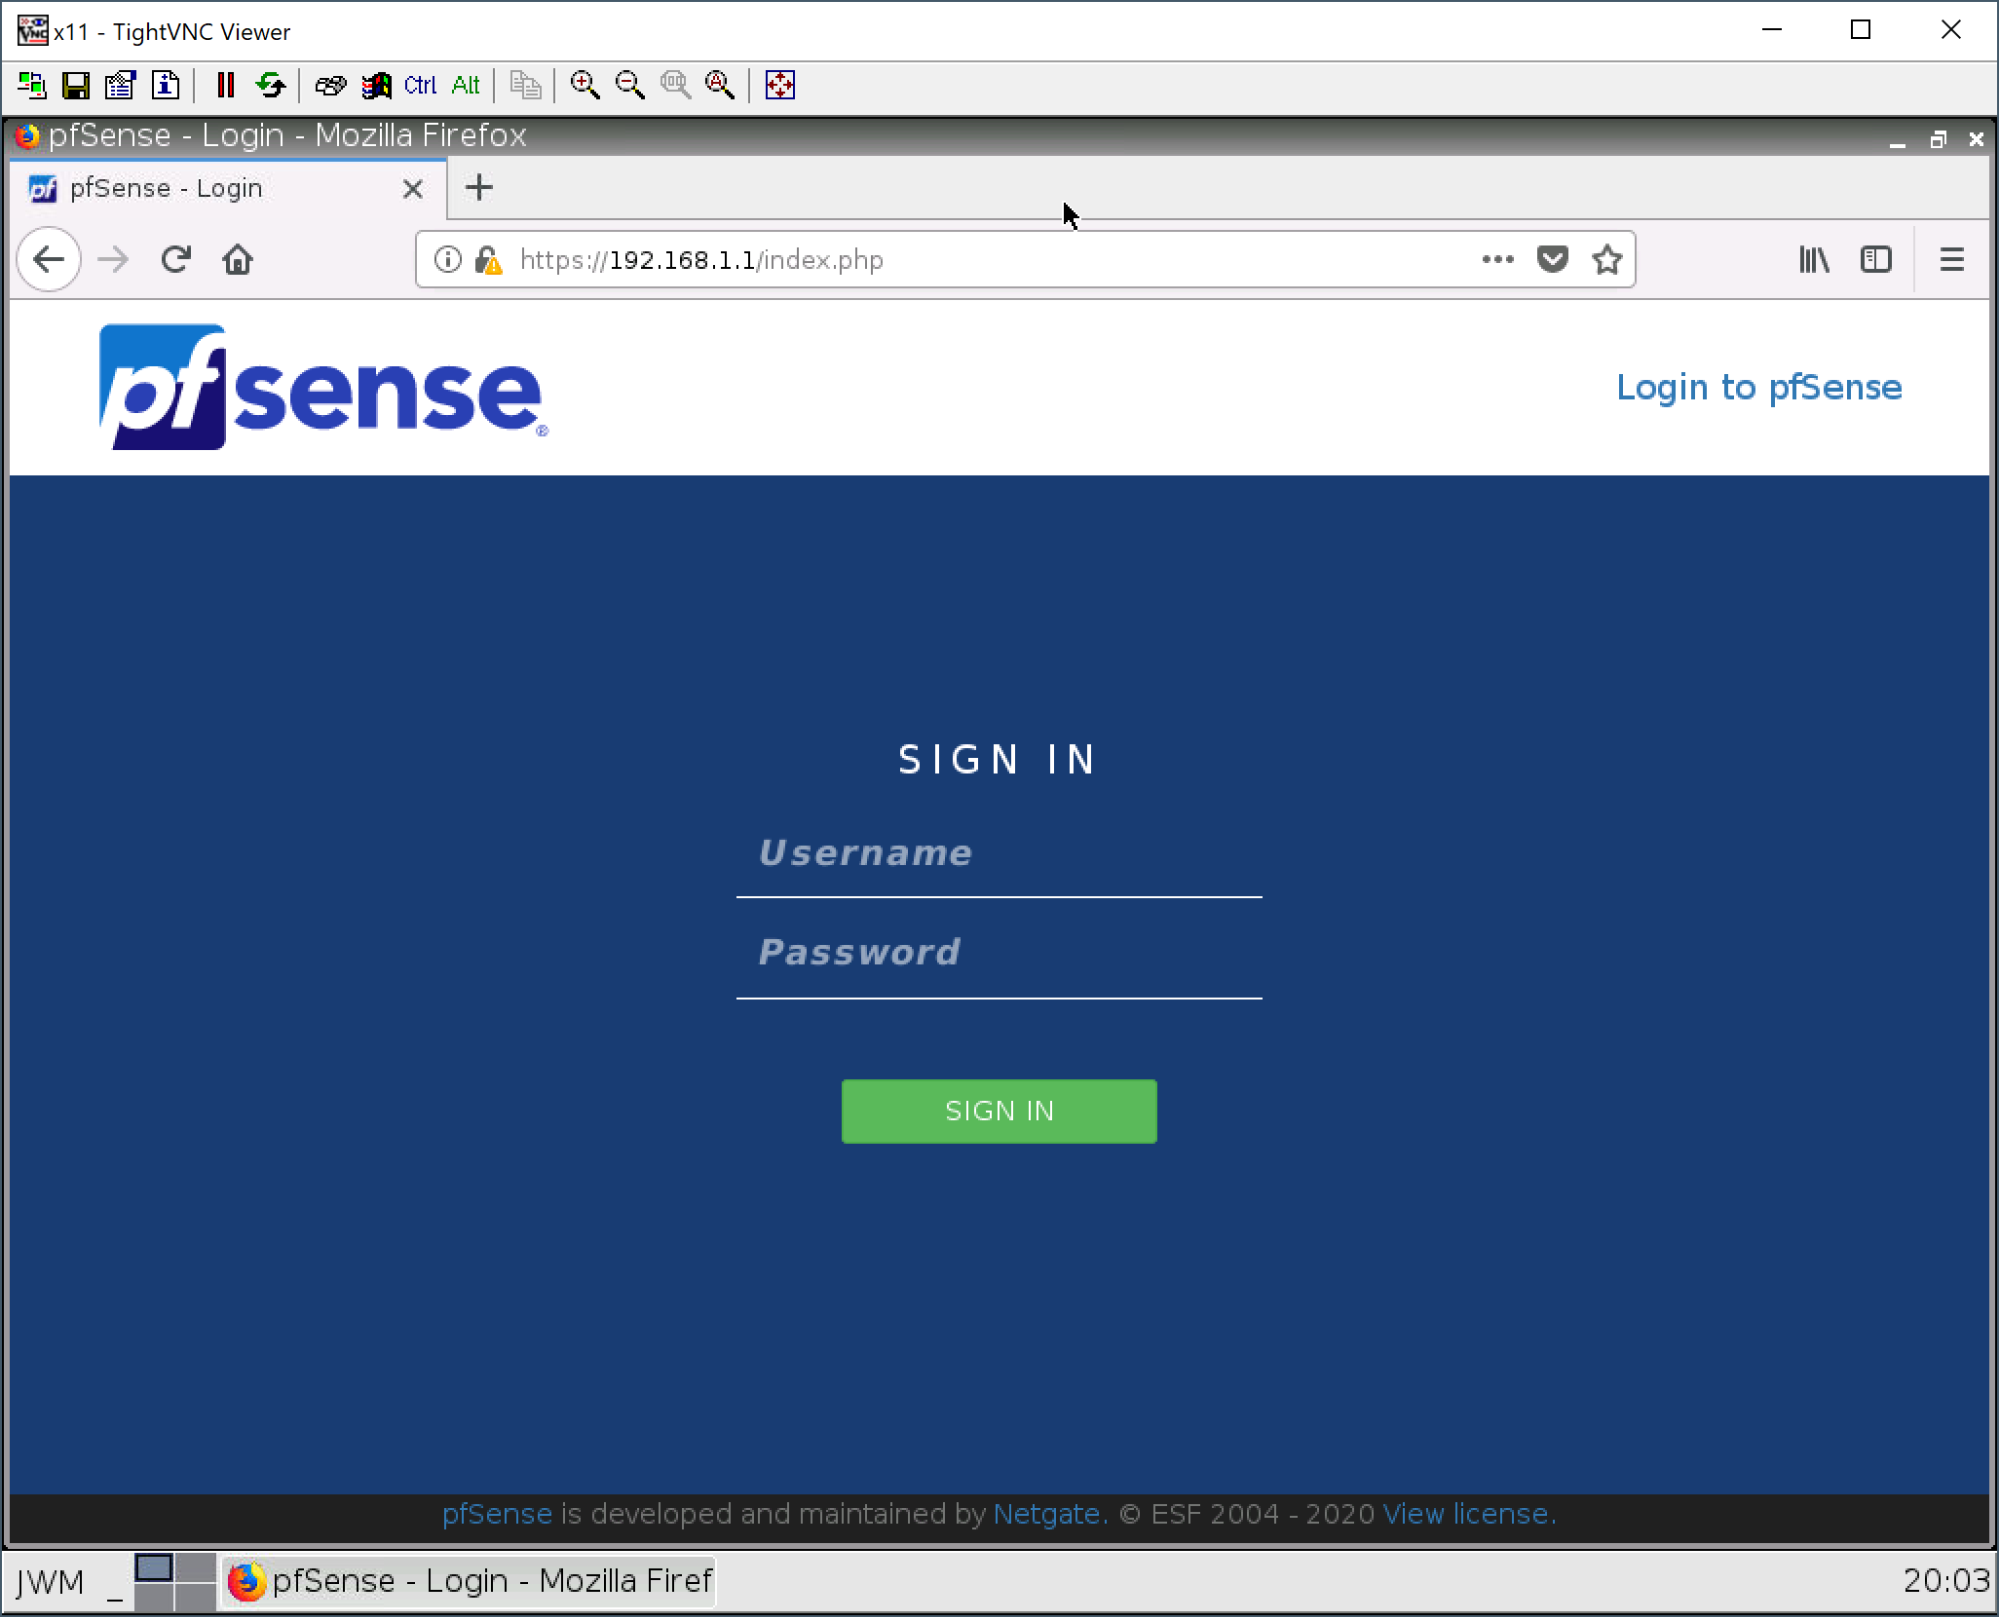 x11 - TightVNC Viewer
Ctrl Alt
pfSense - Login - Mozilla Firefox
pfSense - Login
https://192.168.1.1/index.php
pfsense®
Login to pfSense
SIGN IN
Username
Password
SIGN IN
pfSense is developed and maintained by Netgate. © ESF 2004 - 2020 View license.
JWM _ pfSense - Login - Mozilla Firef 20:03